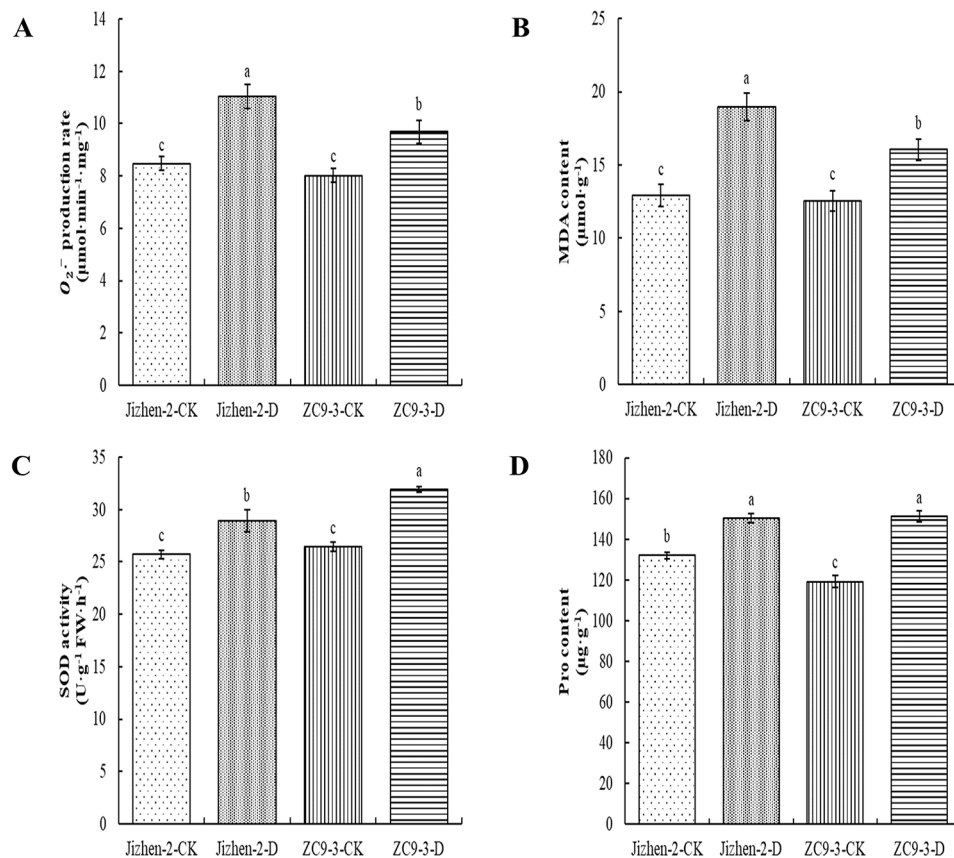 A
O₂·⁻ production rate
(μmol·min⁻¹·mg⁻¹)
14
12
10
8
6
4
2
0
c
a
c
b
Jizhen-2-CK Jizhen-2-D ZC9-3-CK ZC9-3-D
B
MDA content
(μmol·g⁻¹)
25
20
15
10
5
0
c
a
c
b
Jizhen-2-CK Jizhen-2-D ZC9-3-CK ZC9-3-D
C
SOD activity
(U·g⁻¹ FW·h⁻¹)
35
30
25
20
15
10
5
0
c
b
c
a
Jizhen-2-CK Jizhen-2-D ZC9-3-CK ZC9-3-D
D
Pro content
(μg·g⁻¹)
180
160
140
120
100
80
60
40
20
0
b
a
c
a
Jizhen-2-CK Jizhen-2-D ZC9-3-CK ZC9-3-D